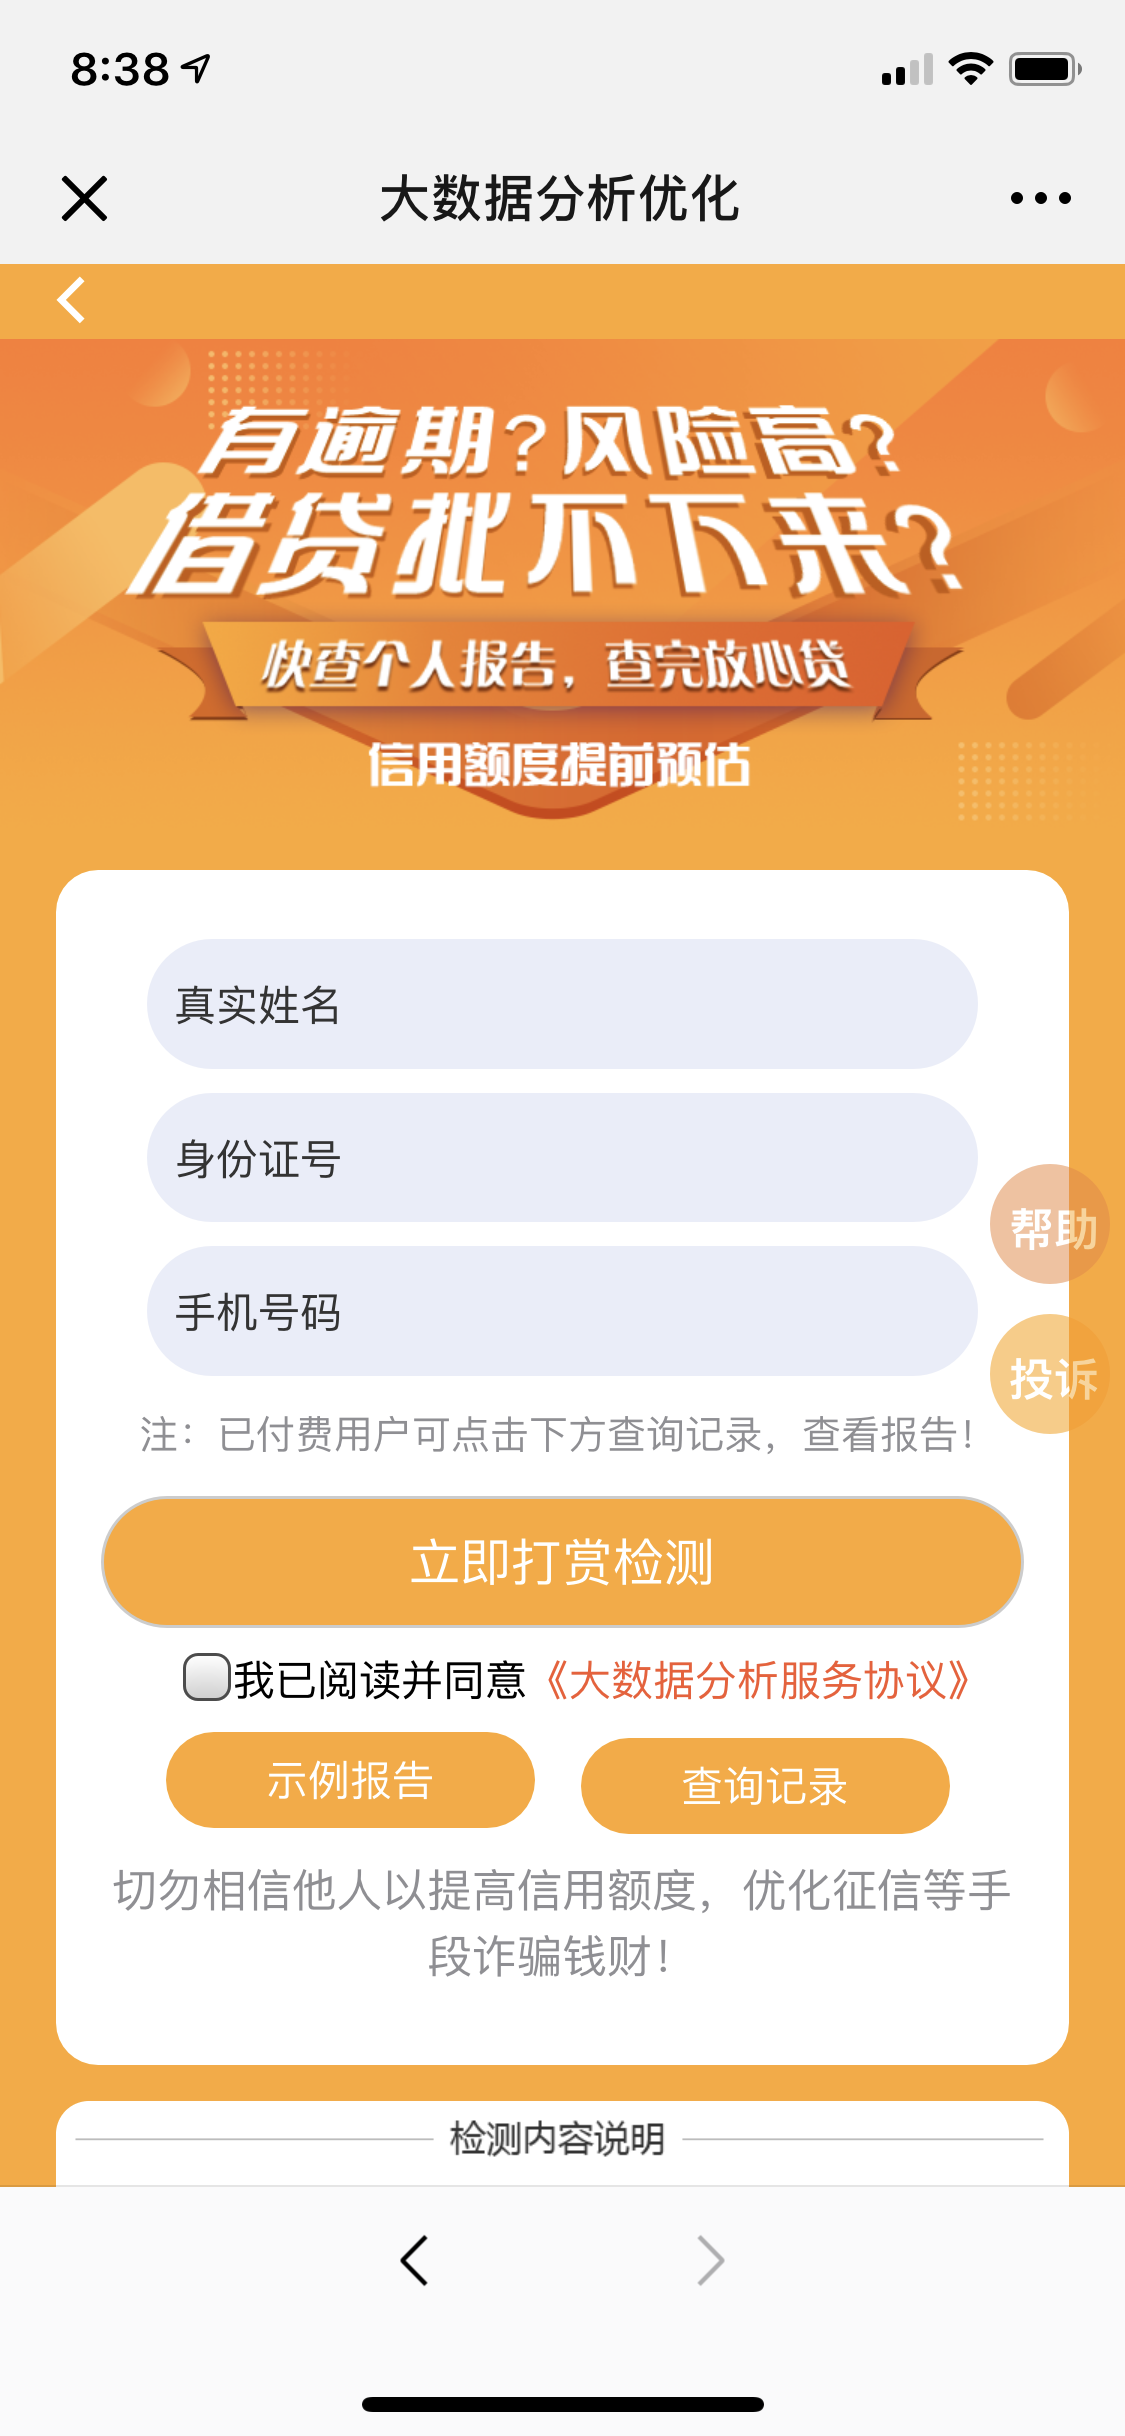 8:38
大数据分析优化
有逾期?风险高?
借贷批不下来?
快查个人报告，查完放心贷
信用额度提前预估
真实姓名
身份证号
手机号码
帮助
投诉
注：已付费用户可点击下方查询记录，查看报告！
立即打赏检测
我已阅读并同意《大数据分析服务协议》
示例报告
查询记录
切勿相信他人以提高信用额度，优化征信等手
段诈骗钱财！
检测内容说明